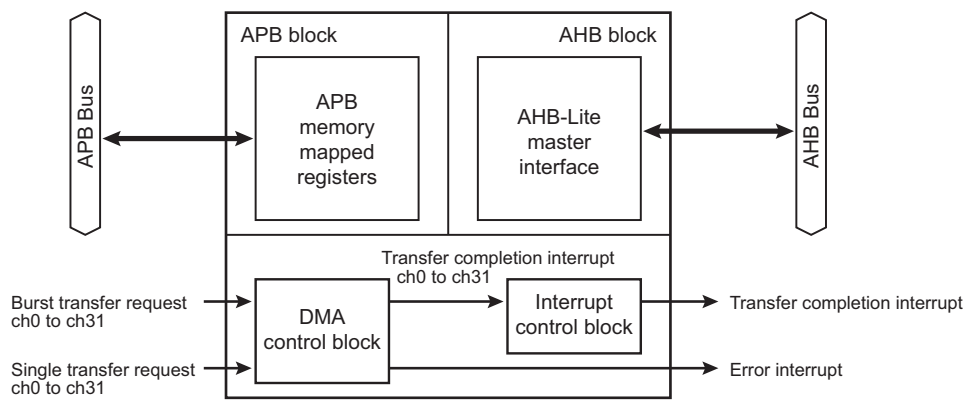 APB Bus
APB block
APB
memory
mapped
registers
AHB block
AHB-Lite
master
interface
AHB Bus
Transfer completion interrupt
ch0 to ch31
Burst transfer request
ch0 to ch31
DMA
control block
Interrupt
control block
Transfer completion interrupt
Single transfer request
ch0 to ch31
Error interrupt